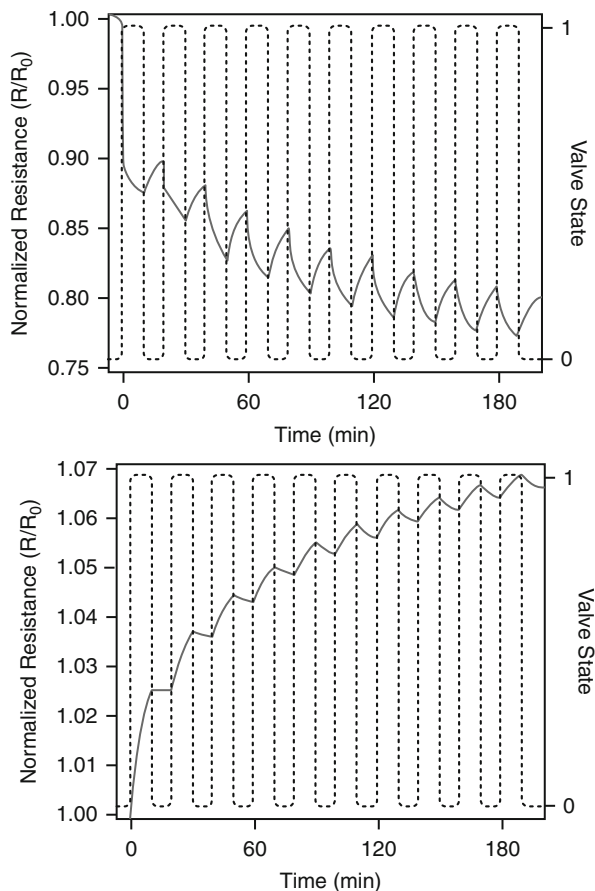 1.00
0.95
0.90
0.85
0.80
0.75
Normalized Resistance (R/R₀)
1
0
Valve State
0 60 120 180
Time (min)
1.07
1.06
1.05
1.04
1.03
1.02
1.01
1.00
Normalized Resistance (R/R₀)
1
0
Valve State
0 60 120 180
Time (min)